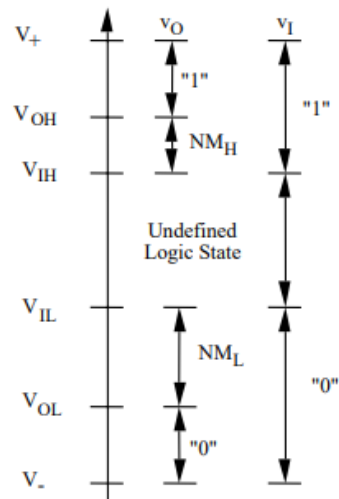 V+ vO vI
"1"
"1"
VOH
NMH
VIH
Undefined
Logic State
VIL
NML
"0"
VOL
"0"
V-